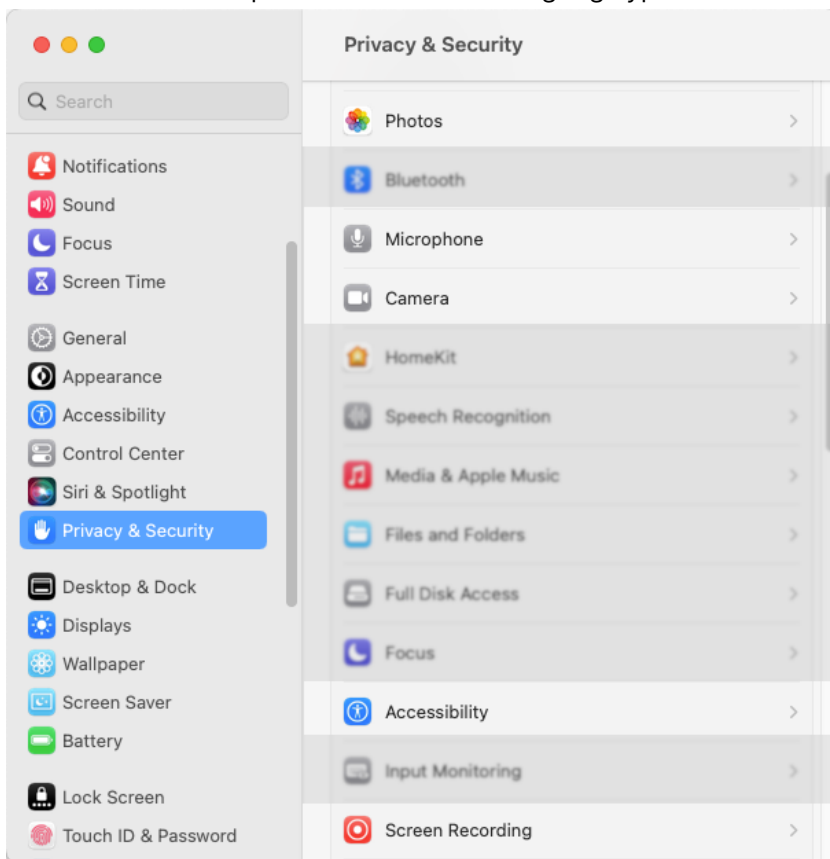 Privacy & Security
Search
Notifications
Sound
Focus
Screen Time
General
Appearance
Accessibility
Control Center
Siri & Spotlight
Privacy & Security
Desktop & Dock
Displays
Wallpaper
Screen Saver
Battery
Lock Screen
Touch ID & Password
Photos
Bluetooth
Microphone
Camera
HomeKit
Speech Recognition
Media & Apple Music
Files and Folders
Full Disk Access
Focus
Accessibility
Input Monitoring
Screen Recording